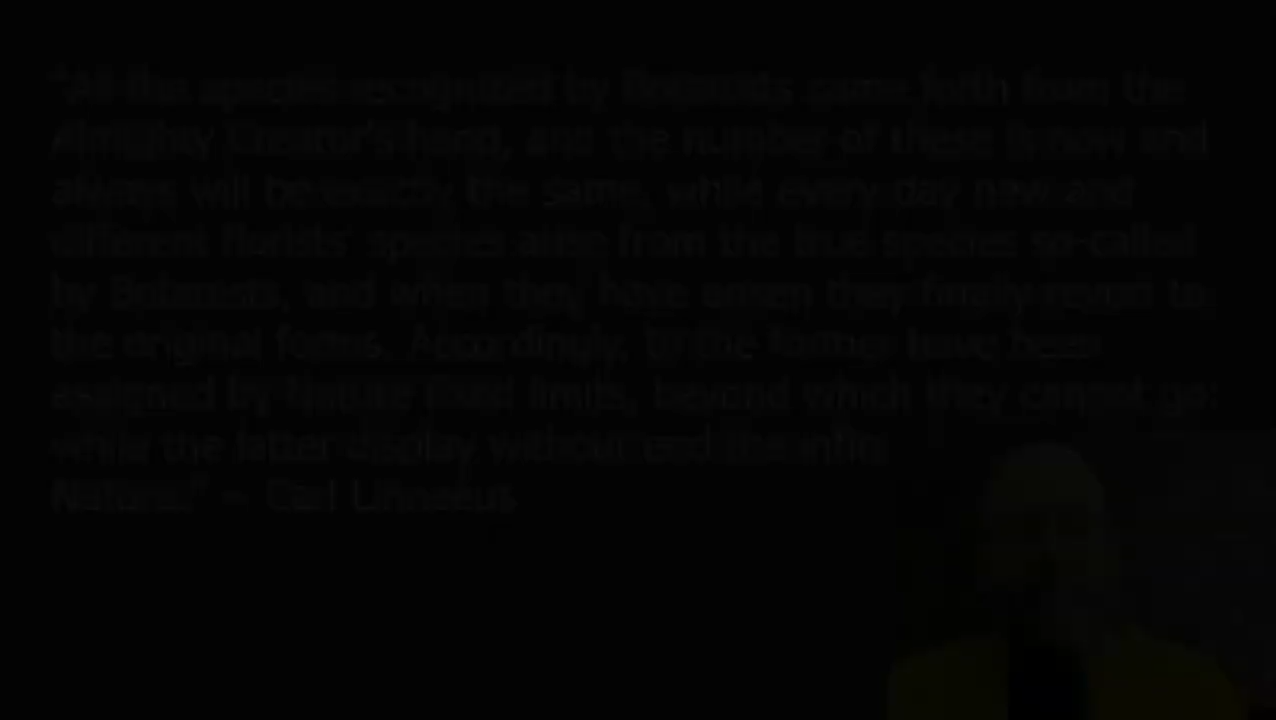 "All the species recognized by Botanists came forth from the
Almighty Creator's hand, and the number of these is now and
always will be exactly the same, while every day new and
different florists' species arise from the true species so-called
by Botanists, and when they have arisen they finally revert to
the original forms. Accordingly, to the former have been
assigned by Nature fixed limits, beyond which they cannot go:
while the latter display without end the infini
Nature." – Carl Linnaeus